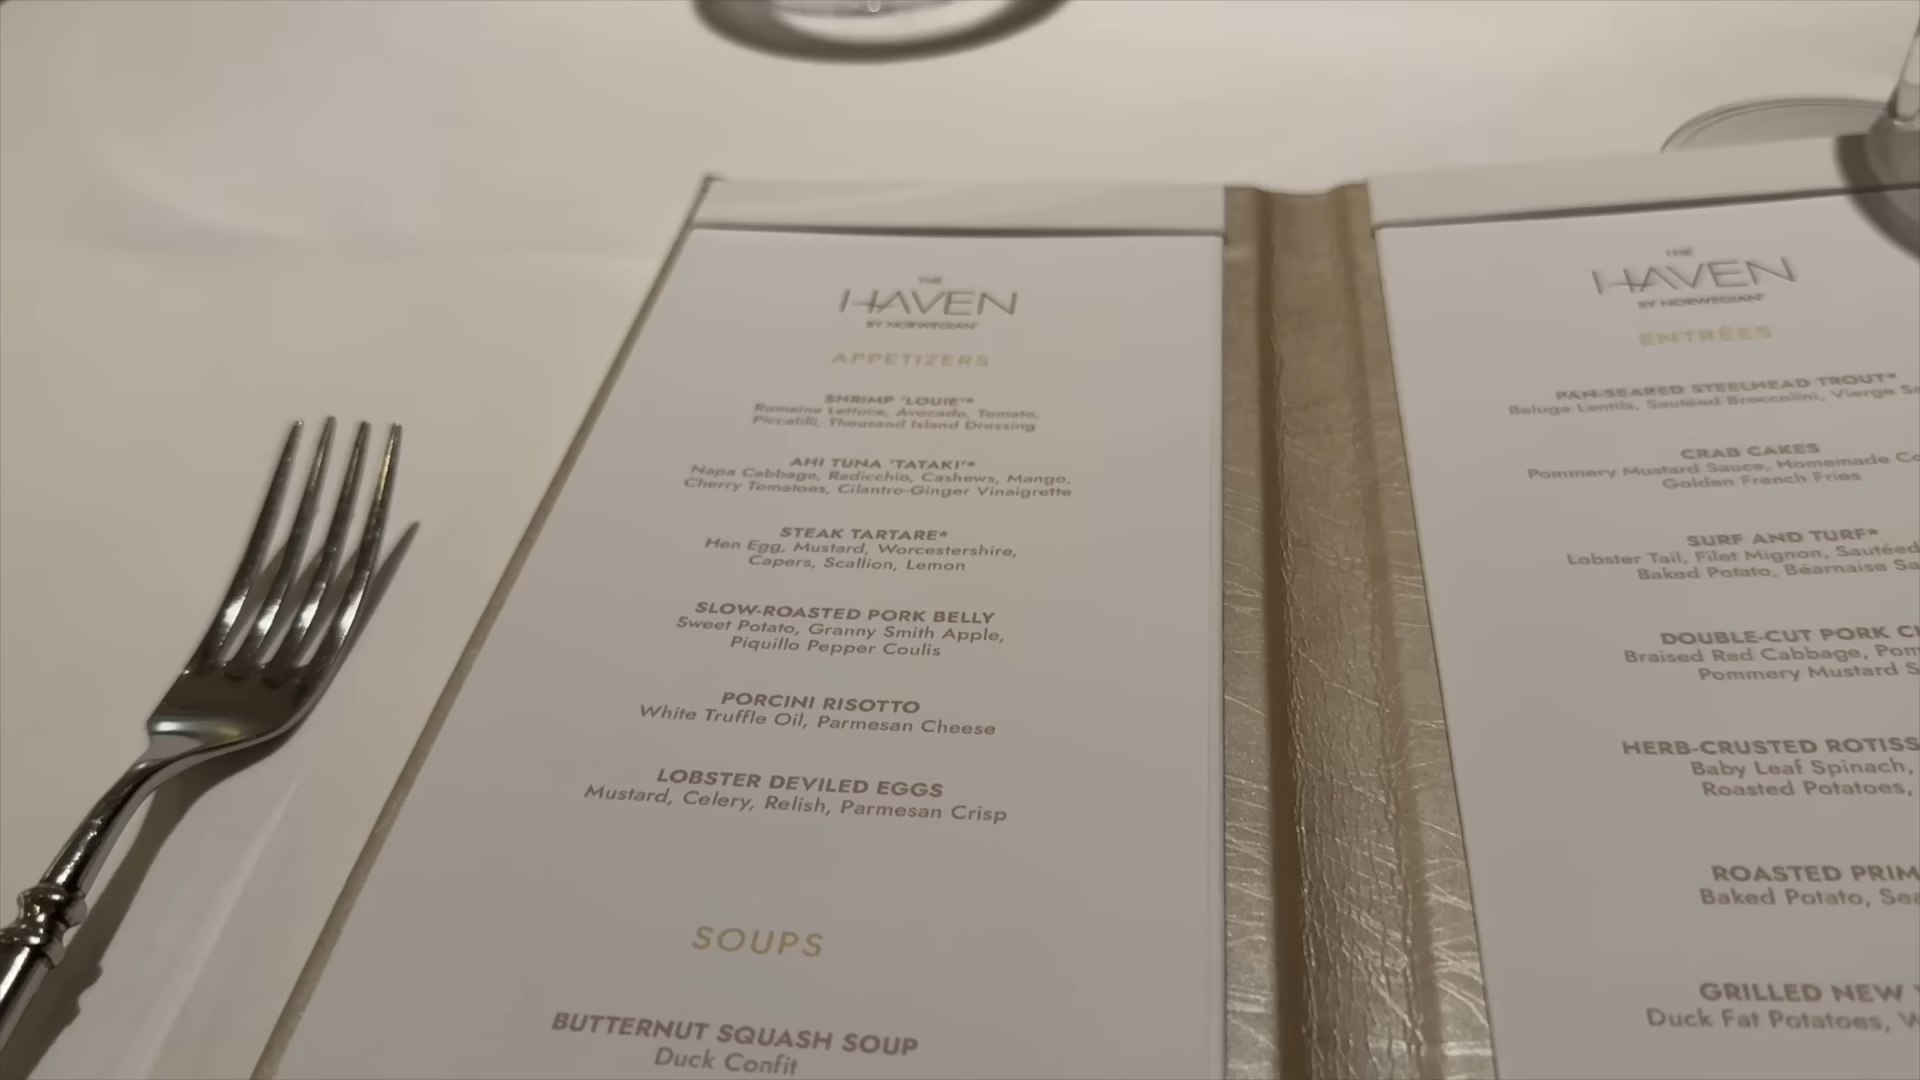 THE
HAVEN
BY NORWEGIAN
APPETIZERS
SHRIMP 'LOUIE'*
Romaine Lettuce, Avocado, Tomato,
Piccalilli, Thousand Island Dressing
AHI TUNA 'TATAKI'*
Napa Cabbage, Radicchio, Cashews, Mango,
Cherry Tomatoes, Cilantro-Ginger Vinaigrette
STEAK TARTARE*
Hen Egg, Mustard, Worcestershire,
Capers, Scallion, Lemon
SLOW-ROASTED PORK BELLY
Sweet Potato, Granny Smith Apple,
Piquillo Pepper Coulis
PORCINI RISOTTO
White Truffle Oil, Parmesan Cheese
LOBSTER DEVILED EGGS
Mustard, Celery, Relish, Parmesan Crisp
SOUPS
BUTTERNUT SQUASH SOUP
Duck Confit
THE
HAVEN
BY NORWEGIAN
ENTRÉES
PAN-SEARED STEELHEAD TROUT*
Beluga Lentils, Sautéed Broccolini, Vierge
CRAB CAKES
Pommery Mustard Sauce, Homemade
Golden French Fries
SURF AND TURF*
Lobster Tail, Filet Mignon, Sautéed
Baked Potato, Béarnaise
DOUBLE-CUT PORK
Braised Red Cabbage,
Pommery Mustard
HERB-CRUSTED
Baby Leaf Spinach,
Roasted Potatoes,
ROASTED
Baked Potato,
GRILLED NEW
Duck Fat Potatoes,